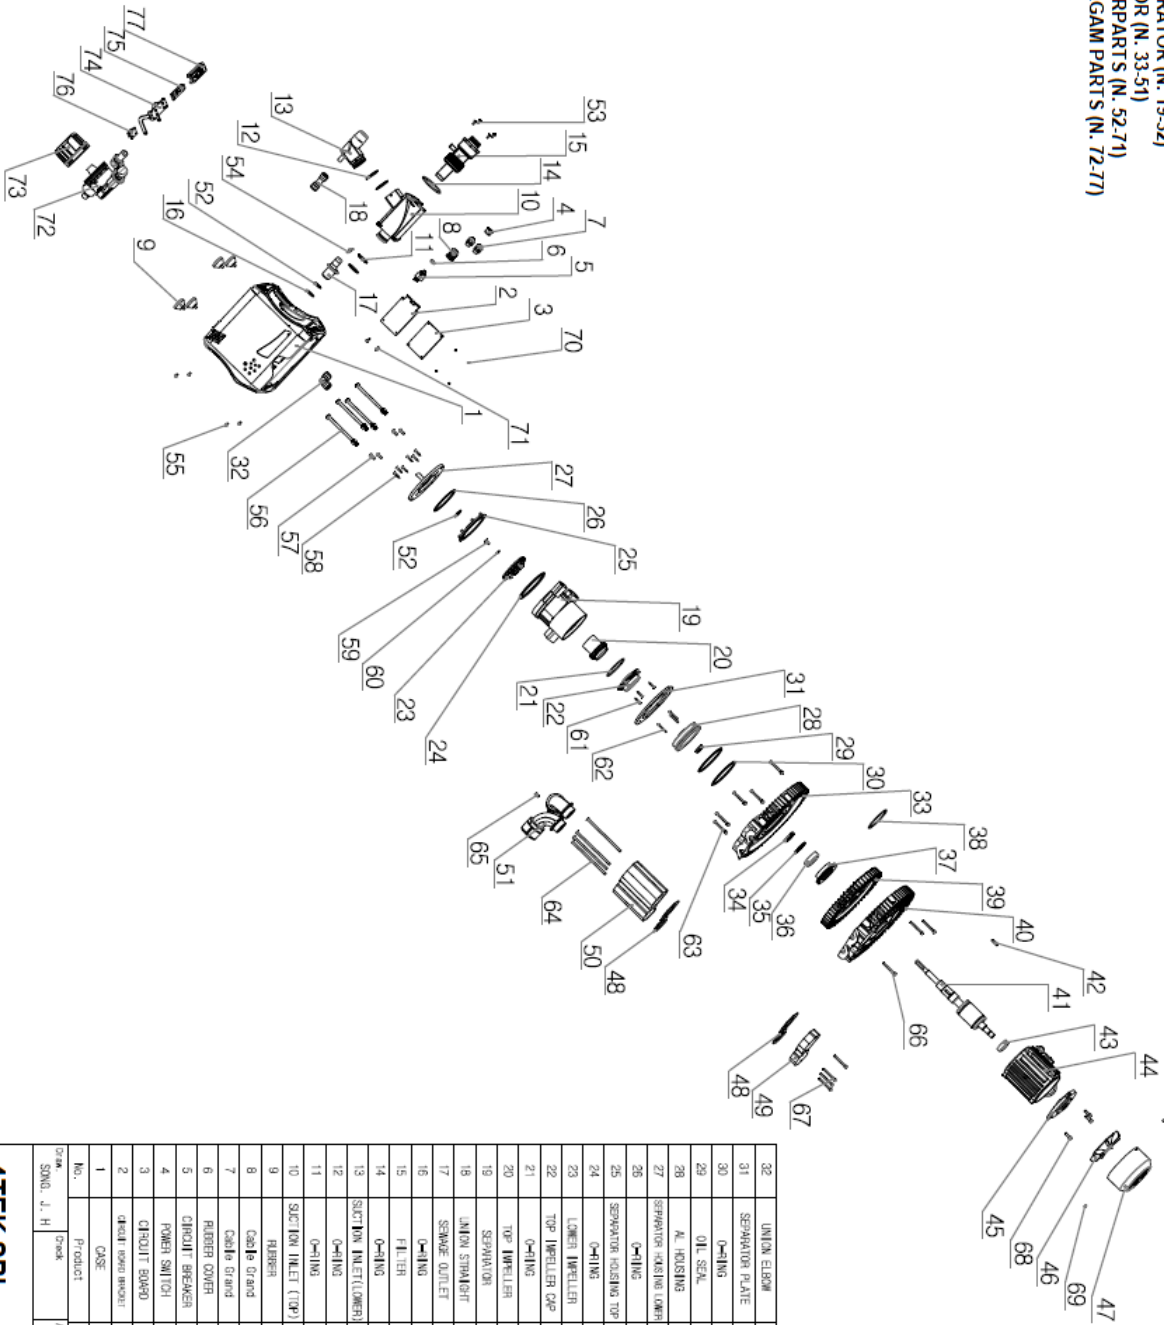 RATOR (N. 19-32)
OR (N. 33-51)
RPARTS (N. 52-71)
GAM PARTS (N. 72-77)
77
75
74
76
73
72
13
12
54
52
16
9
53
15
14
10
4
7
8
6
5
18
11
17
2
3
70
1
71
55
32
56
57
58
27
26
25
52
59
60
23
24
19
20
21
22
61
62
31
28
29
30
33
38
37
34
35
36
39
40
42
41
43
44
66
63
65
51
64
50
48
48
49
67
45
68
46
69
47
32 UNION ELBOW
31 SEPARATOR PLATE
30 O-RING
29 OIL SEAL
28 AL HOUSING
27 SEPARATOR HOUSING LOWER
26 O-RING
25 SEPARATOR HOUSING TOP
24 O-RING
23 LOWER IMPELLER
22 TOP IMPELLER CAP
21 O-RING
20 TOP IMPELLER
19 SEPARATOR
18 UNION STRAIGHT
17 SEWAGE OUTLET
16 O-RING
15 FILTER
14 O-RING
13 SUCTION INLET(LOWER)
12 O-RING
11 O-RING
10 SUCTION INLET (TOP)
9 RUBBER
8 Cable Grand
7 Cable Grand
6 RUBBER COVER
5 CIRCUIT BREAKER
4 POWER SWITCH
3 CIRCUIT BOARD
2 CIRCUIT BOARD BRACKET
1 CASE
No. Product
Draw. Check
SONG. J. H